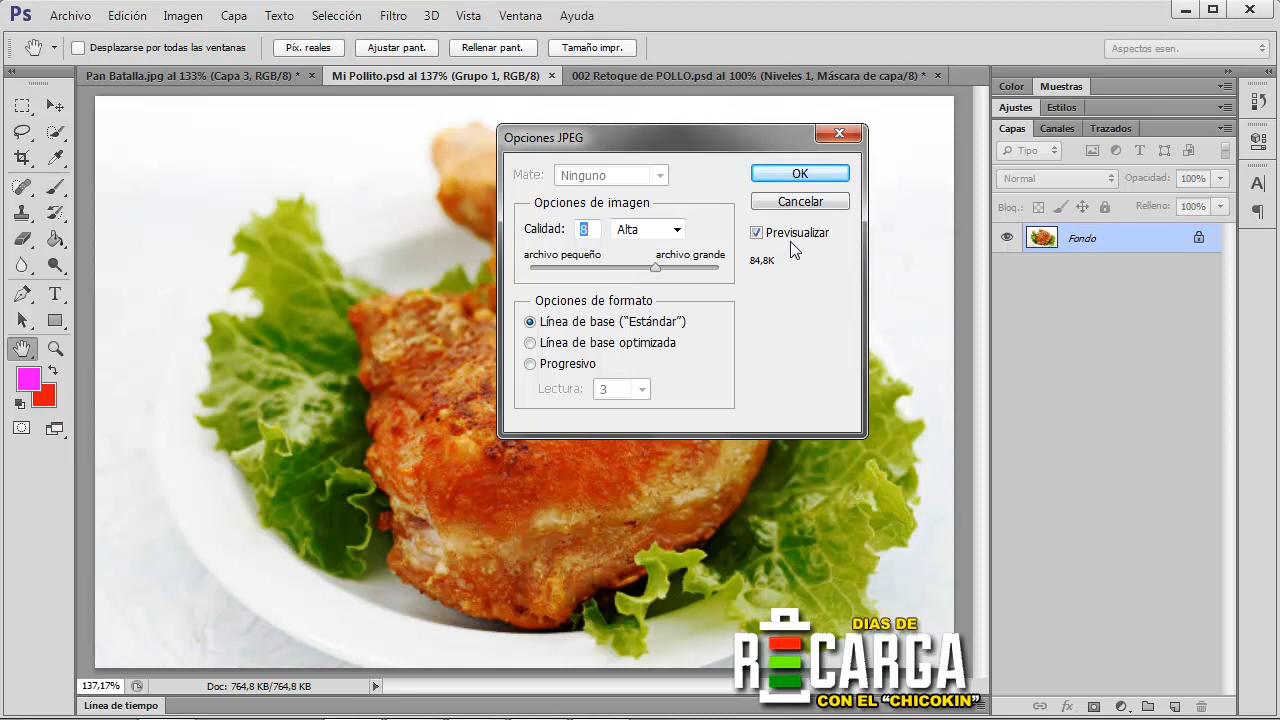 Ps Archivo Edición Imagen Capa Texto Selección Filtro 3D Vista Ventana Ayuda
Desplazarse por todas las ventanas Píx. reales Ajustar pant. Rellenar pant. Tamaño impr. Aspectos esen.
Pan Batalla.jpg al 133% (Capa 3, RGB/8) * × Mi Pollito.psd al 137% (Grupo 1, RGB/8) × 002 Retoque de POLLO.psd al 100% (Niveles 1, Máscara de capa/8) * ×
Color Muestras
Ajustes Estilos
Capas Canales Trazados
Tipo
Normal Opacidad: 100%
Bloq.: Relleno: 100%
Fondo
Opciones JPEG
Mate: Ninguno
OK
Cancelar
Previsualizar
84,8K
Opciones de imagen
Calidad: 8 Alta
archivo pequeño archivo grande
Opciones de formato
Línea de base (“Estándar”)
Línea de base optimizada
Progresivo
Lectura: 3
DIAS DE
RECARGA
CON EL “CHICOKIN”
137,17% Doc: 764,8 KB/764,8 KB
Línea de tiempo